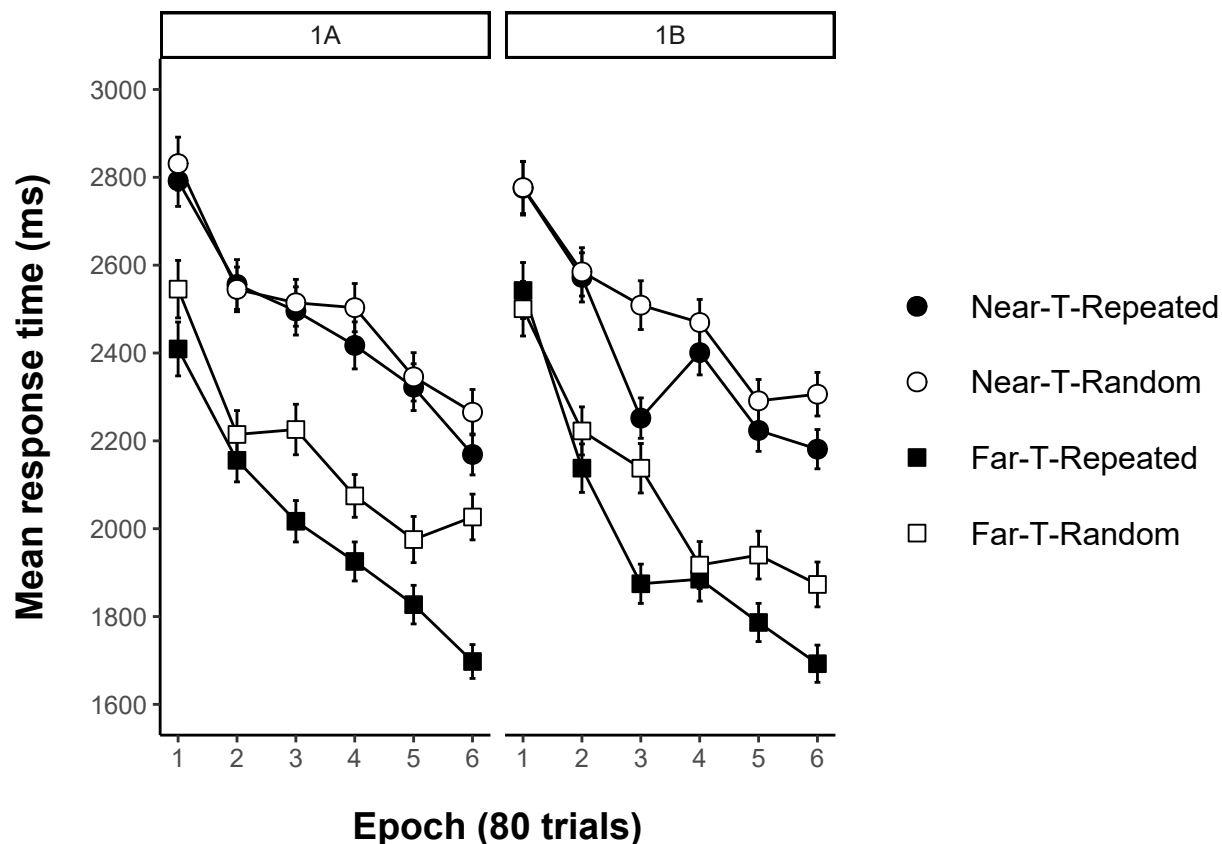 1A
1B
Mean response time (ms)
3000
2800
2600
2400
2200
2000
1800
1600
1 2 3 4 5 6
1 2 3 4 5 6
Epoch (80 trials)
Near-T-Repeated
Near-T-Random
Far-T-Repeated
Far-T-Random